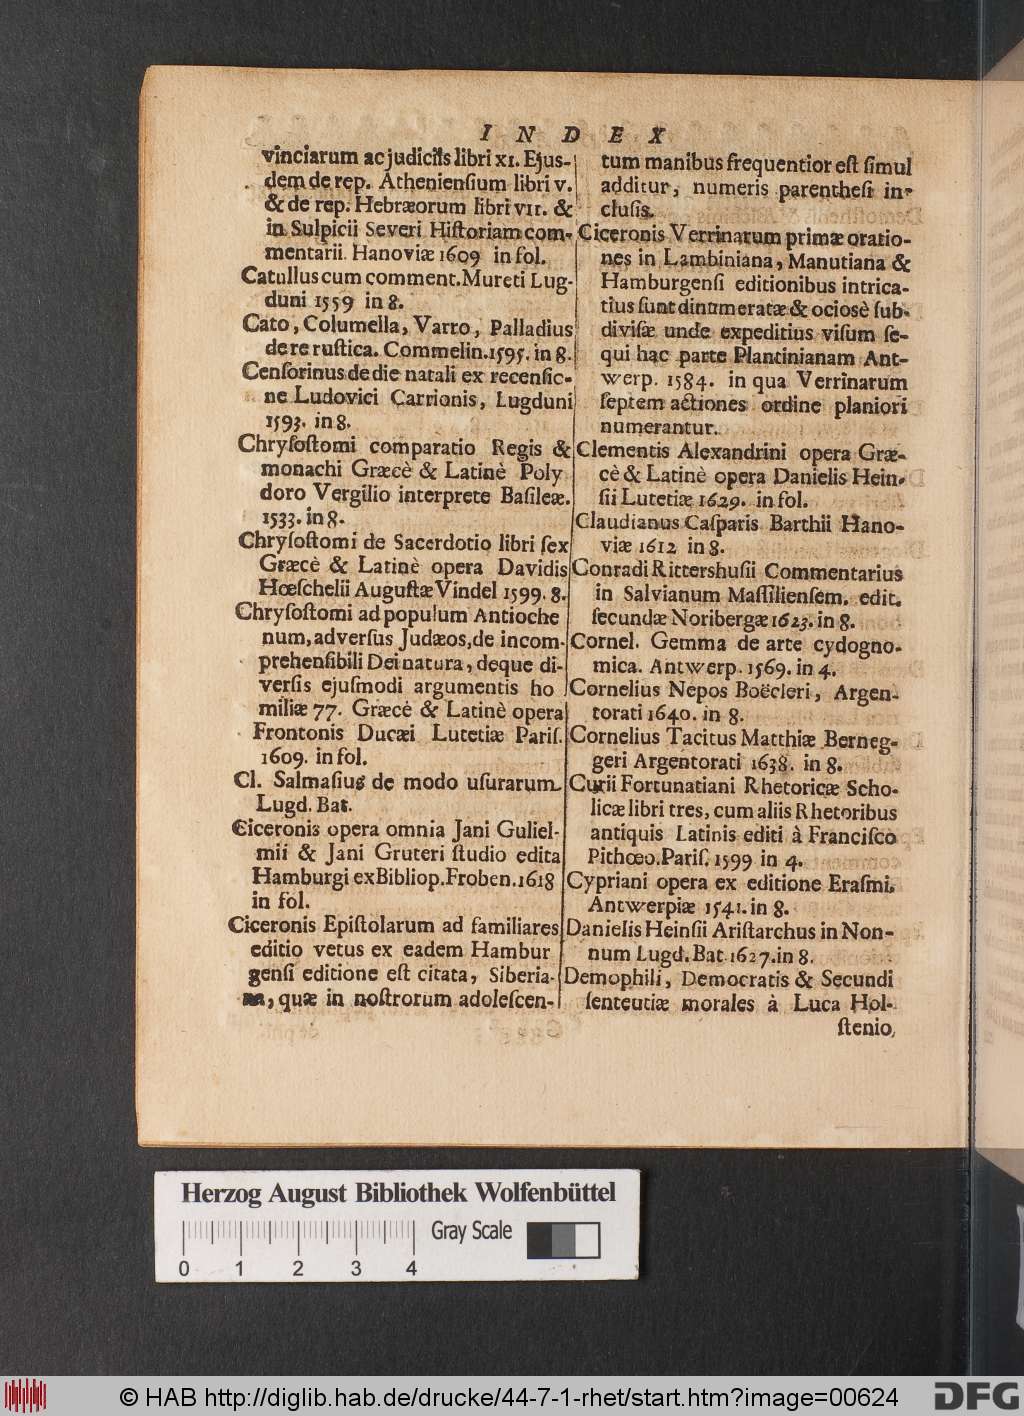 INDEX
vinciarum ac judiciis libri XI. Ejus-
dem de rep. Atheniensium libri v.
& de rep. Hebræorum libri VII. &
in Sulpicii Severi Hiſtoriam com-
mentarii. Hanoviæ 1609 in fol.
Catullus cum comment. Mureti Lug-
duni 1559 in 8.
Cato, Columella, Varro, Palladius
de re ruſtica. Commelin. 1595. in 8.
Cenſorinus de die natali ex recenſio-
ne Ludovici Carrionis, Lugduni
1593. in 8.
Chryſoſtomi comparatio Regis &
monachi Græcè & Latinè Poly
doro Vergilio interprete Baſileæ.
1533. in 8.
Chryſoſtomi de Sacerdotio libri ſex
Græcè & Latinè opera Davidis
Hœſchelii Auguſtæ Vindel 1599. 8.
Chryſoſtomi ad populum Antioche
num, adverſus Judæos, de incom-
prehenſibili Dei natura, deque di-
verſis ejuſmodi argumentis ho
miliæ 77. Græcè & Latinè opera
Frontonis Ducæi Lutetiæ Pariſ.
1609. in fol.
Cl. Salmaſius de modo uſurarum
Lugd. Bat.
Ciceronis opera omnia Jani Guliel-
mii & Jani Gruteri ſtudio edita
Hamburgi ex Bibliop. Froben. 1618
in fol.
Ciceronis Epiſtolarum ad familiares
editio vetus ex eadem Hambur
genſi editione eſt citata, Siberia-
na, quæ in noſtrorum adoleſcen-
tum manibus frequentior eſt ſimul
additur, numeris parentheſi in-
cluſis.
Ciceronis Verrinarum primæ oratio-
nes in Lambiniana, Manutiana &
Hamburgenſi editionibus intrica-
tius ſunt dinumeratæ & ocioſè ſub-
diviſæ unde expeditius viſum ſe-
qui hac parte Plantinianam Ant-
werp. 1584. in qua Verrinarum
ſeptem actiones ordine planiori
numerantur.
Clementis Alexandrini opera Græ-
cè & Latinè opera Danielis Hein-
ſii Lutetiæ 1629. in fol.
Claudianus Caſparis Barthii Hano-
viæ 1612 in 8.
Conradi Rittershuſii Commentarius
in Salvianum Maſſilienſem. edit.
ſecundæ Noribergæ 1623. in 8.
Cornel. Gemma de arte cydogno-
mica. Antwerp. 1569. in 4.
Cornelius Nepos Boëcleri, Argen-
torati 1640. in 8.
Cornelius Tacitus Matthiæ Berneg-
geri Argentorati 1638. in 8.
Curii Fortunatiani Rhetoricæ Scho-
licæ libri tres, cum aliis Rhetoribus
antiquis Latinis editi à Franciſco
Pithœo. Pariſ. 1599 in 4.
Cypriani opera ex editione Eraſmi,
Antwerpiæ 1541. in 8.
Danielis Heinſii Ariſtarchus in Non-
num Lugd. Bat. 1627. in 8.
Demophili, Democratis & Secundi
ſenteutiæ morales à Luca Hol-
ſtenio,
Herzog August Bibliothek Wolfenbüttel
Gray Scale
0 1 2 3 4
© HAB http://diglib.hab.de/drucke/44-7-1-rhet/start.htm?image=00624
DFG